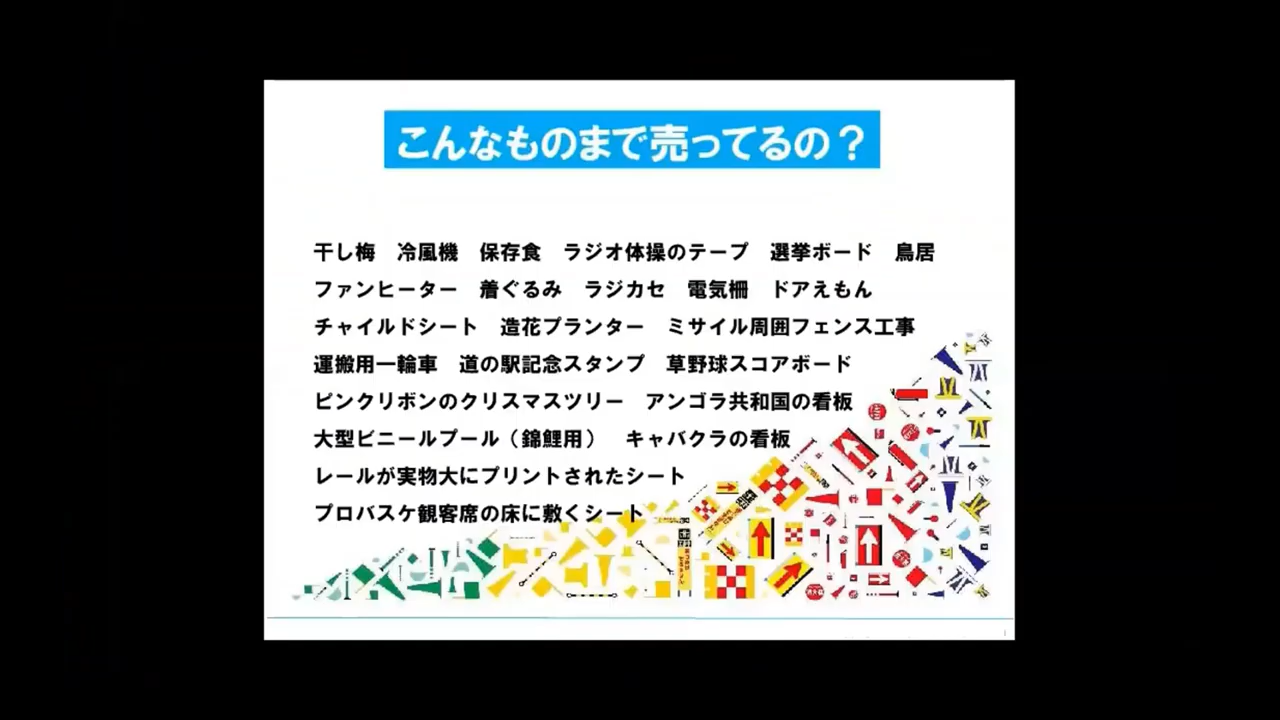 こんなものまで売ってるの？
干し梅　冷風機　保存食　ラジオ体操のテープ　選挙ボード　鳥居
ファンヒーター　着ぐるみ　ラジカセ　電気柵　ドアえもん
チャイルドシート　造花プランター　ミサイル周囲フェンス工事
運搬用一輪車　道の駅記念スタンプ　草野球スコアボード
ピンクリボンのクリスマスツリー　アンゴラ共和国の看板
大型ビニールプール（錦鯉用）　キャバクラの看板
レールが実物大にプリントされたシート
プロバスケ観客席の床に敷くシート